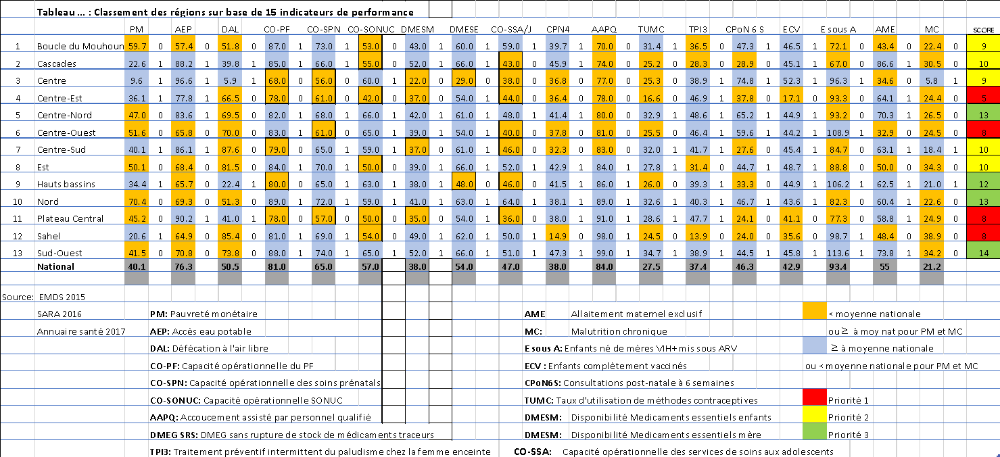 Tableau ... : Classement des régions sur base de 15 indicateurs de performance
PM AEP DAL CO-PF CO-SPN CO-SONUC DMESM DMESE CO-SSA/J CPN4 AAPQ TUMC TPI3 CPoN 6 S ECV E sous A AME MC SCORE
1 Boucle du Mouhoun 59.7 0 57.4 0 51.8 0 87.0 1 73.0 1 53.0 0 43.0 1 60.0 1 59.0 1 39.7 1 70.0 0 31.4 1 36.5 0 47.3 1 46.5 1 72.1 0 43.4 0 22.4 0 9
2 Cascades 22.6 1 88.2 1 39.8 1 85.0 1 66.0 1 55.0 0 52.0 1 66.0 1 43.0 0 45.9 1 74.0 0 25.2 0 28.3 0 28.9 0 45.1 1 67.0 0 86.6 1 30.5 0 10
3 Centre 9.6 1 96.6 1 5.9 1 68.0 0 56.0 0 60.0 1 22.0 0 29.0 0 38.0 0 36.8 0 77.0 0 25.3 0 38.9 1 74.8 1 52.3 1 96.3 1 34.6 0 5.8 1 9
4 Centre-Est 36.1 1 77.8 1 66.5 0 78.0 0 61.0 0 42.0 0 37.0 0 54.0 1 44.0 0 36.4 0 78.0 0 16.6 0 46.9 1 37.8 0 17.1 0 93.3 0 64.1 1 24.4 0 5
5 Centre-Nord 47.0 0 83.6 1 69.5 0 82.0 1 68.0 1 66.0 1 42.0 1 61.0 1 48.0 1 41.4 1 80.0 0 32.9 1 48.6 1 65.2 1 44.9 1 93.2 0 70.3 1 26.5 0 13
6 Centre-Ouest 51.6 0 65.8 0 70.0 0 83.0 1 61.0 0 65.0 1 39.0 1 54.0 1 40.0 0 37.8 0 81.0 0 25.5 0 46.4 1 59.6 1 44.2 1 108.9 1 32.9 0 24.5 0 8
7 Centre-Sud 40.1 1 86.1 1 87.6 0 79.0 0 65.0 1 59.0 1 37.0 0 61.0 1 46.0 0 32.3 0 83.0 0 32.0 1 41.7 1 27.6 0 45.4 1 84.7 0 63.1 1 18.4 1 10
8 Est 50.1 0 68.4 0 81.5 0 84.0 1 70.0 1 50.0 0 39.0 1 66.0 1 52.0 1 42.9 1 84.0 1 27.8 1 31.4 0 44.7 0 48.7 1 88.8 0 50.0 0 34.3 0 10
9 Hauts bassins 34.4 1 65.7 0 22.4 1 80.0 0 65.0 1 63.0 1 38.0 1 48.0 0 46.0 0 41.5 1 86.0 1 26.0 0 39.3 1 33.3 0 44.9 1 106.2 1 62.5 1 21.0 1 12
10 Nord 70.4 0 69.3 0 51.3 0 89.0 1 72.0 1 59.0 1 41.0 1 63.0 1 64.0 1 38.1 1 89.0 1 32.6 1 40.3 1 46.7 1 43.6 1 82.3 0 60.4 1 22.6 0 13
11 Plateau Central 45.2 0 90.2 1 41.0 1 78.0 0 57.0 0 50.0 0 35.0 0 54.0 1 36.0 0 38.0 1 91.0 1 28.6 1 47.7 1 24.1 0 41.1 0 77.3 0 58.8 1 24.9 0 8
12 Sahel 20.6 1 64.9 0 85.4 0 81.0 1 69.0 1 54.0 0 49.0 1 62.0 1 50.0 1 14.9 0 98.0 1 24.5 0 13.9 0 24.0 0 35.6 0 98.7 1 48.4 0 38.9 0 8
13 Sud-Ouest 41.5 0 70.8 0 73.8 0 88.0 1 74.0 1 65.0 1 52.0 1 66.0 1 51.0 1 47.3 1 99.0 1 34.7 1 38.9 1 44.5 0 45.8 1 113.6 1 73.8 1 34.2 0 14
National 40.1 76.3 50.5 81.0 65.0 57.0 38.0 54.0 47.0 38.0 84.0 27.5 37.4 46.3 42.9 93.4 55 21.2
Source: EMDS 2015
SARA 2016 PM: Pauvreté monétaire AME Allaitement maternel exclusif < moyenne nationale
Annuaire santé 2017 AEP: Accès eau potable MC: Malutrition chronique ou ≥ à moy nat pour PM et MC
DAL: Défécation à l'air libre E sous A: Enfants né de mères VIH+ mis sous ARV ≥ à moyenne nationale
CO-PF: Capacité opérationnelle du PF ECV : Enfants complètement vaccinés ou < moyenne nationale pour PM et MC
CO-SPN: Capacité opérationnelle des soins prénatals CPoN6S: Consultations post-natale à 6 semaines
CO-SONUC: Capacité opérationnelle SONUC TUMC: Taux d'utilisation de méthodes contraceptives Priorité 1
AAPQ: Accoucement assisté par personnel qualifié DMESM: Disponibilité Medicaments essentiels enfants Priorité 2
DMEG SRS: DMEG sans rupture de stock de médicaments traceurs DMESM: Disponibilité Medicaments essentiels mère Priorité 3
TPI3: Traitement préventif intermittent du paludisme chez la femme enceinte CO-SSA: Capacité opérationnelle des services de soins aux adolescents